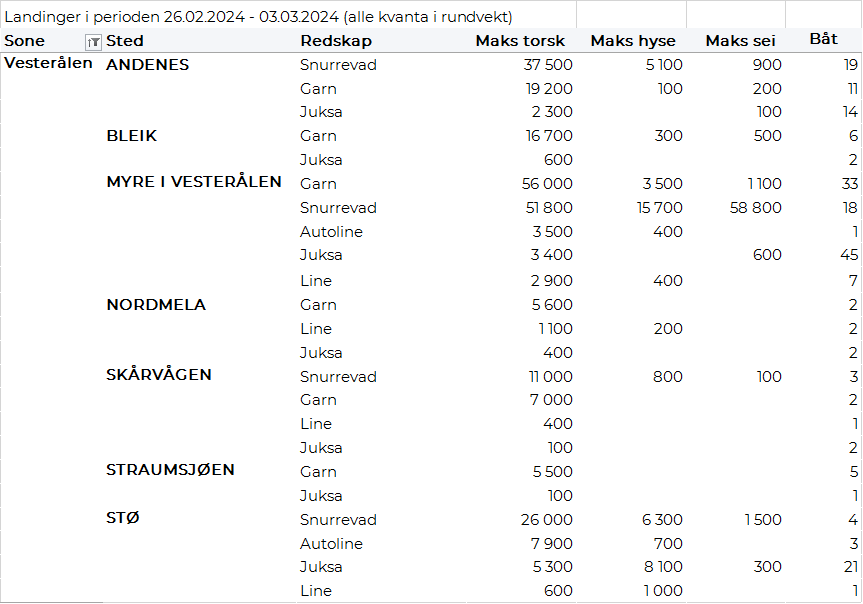 Landinger i perioden 26.02.2024 - 03.03.2024 (alle kvanta i rundvekt)
Sone Sted Redskap Maks torsk Maks hyse Maks sei Båt
Vesterålen ANDENES Snurrevad 37 500 5 100 900 19
Garn 19 200 100 200 11
Juksa 2 300 100 14
BLEIK Garn 16 700 300 500 6
Juksa 600 2
MYRE I VESTERÅLEN Garn 56 000 3 500 1 100 33
Snurrevad 51 800 15 700 58 800 18
Autoline 3 500 400 1
Juksa 3 400 600 45
Line 2 900 400 7
NORDMELA Garn 5 600 2
Line 1 100 200 2
Juksa 400 2
SKÅRVÅGEN Snurrevad 11 000 800 100 3
Garn 7 000 2
Line 400 1
Juksa 100 2
STRAUMSJØEN Garn 5 500 5
Juksa 100 1
STØ Snurrevad 26 000 6 300 1 500 4
Autoline 7 900 700 3
Juksa 5 300 8 100 300 21
Line 600 1 000 1